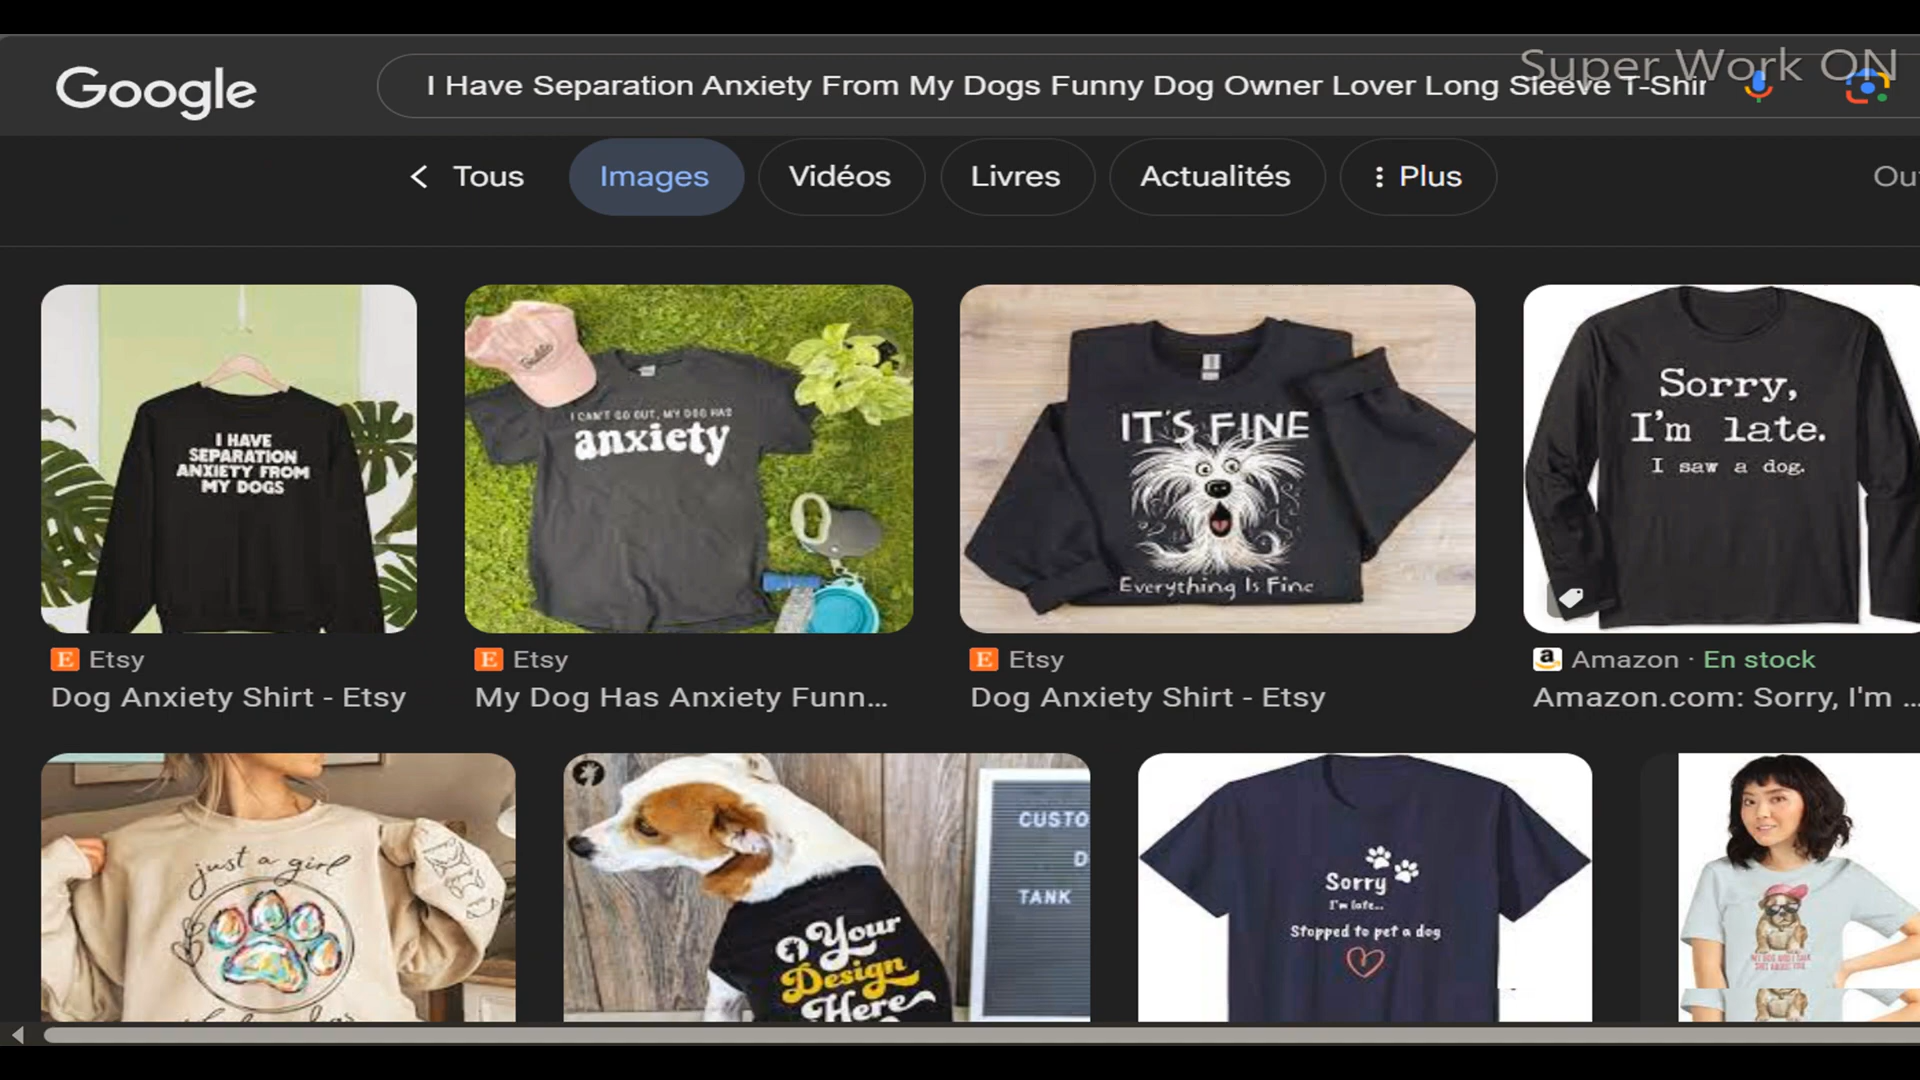 Super Work ON
Google
I Have Separation Anxiety From My Dogs Funny Dog Owner Lover Long Sleeve T-Shir
Tous
Images
Vidéos
Livres
Actualités
Plus
Ou
I HAVE
SEPARATION
ANXIETY FROM
MY DOGS
I CAN'T GO OUT, MY DOG HAS
anxiety
IT'S FINE
Everything Is Fine
Sorry,
I'm late.
I saw a dog.
E Etsy
Dog Anxiety Shirt - Etsy
E Etsy
My Dog Has Anxiety Funn...
E Etsy
Dog Anxiety Shirt - Etsy
a Amazon · En stock
Amazon.com: Sorry, I'm ...
just a girl
Your
Design
Here
CUSTO
D
TANK
Sorry
I'm late...
Stopped to pet a dog